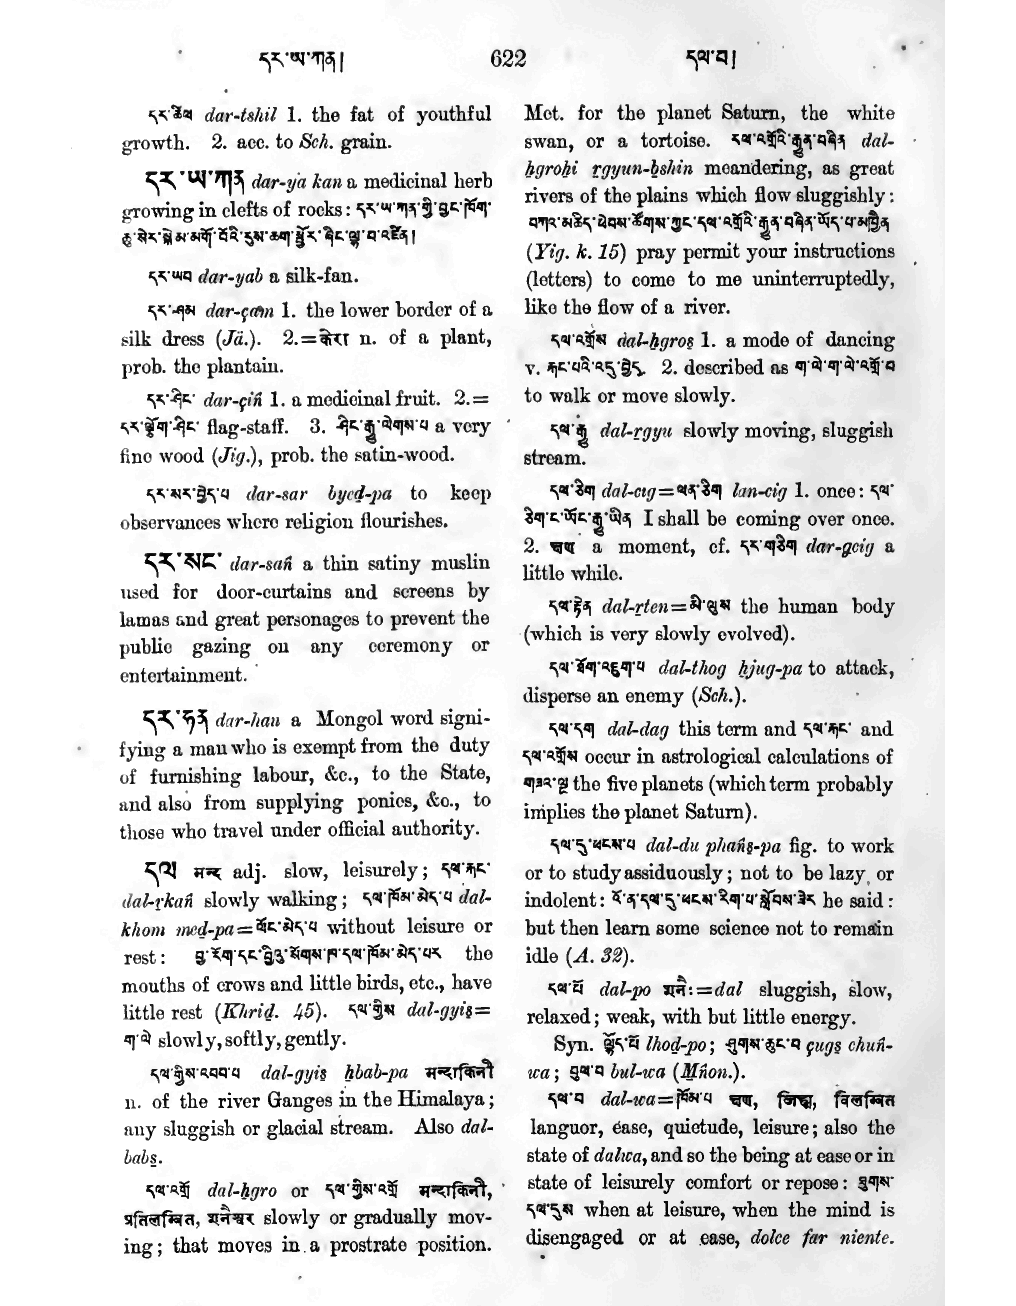 དར་ཡ་ཀན། 622 དལ་བ།
དར་ཚིལ dar-tshil 1. the fat of youthful
growth. 2. acc. to Sch. grain.
དར་ཡ་ཀན dar-ya kan a medicinal herb
growing in clefts of rocks: དར་ཡ་ཀན་གྱི་བྱང་ཁོག་
དར་ཡབ dar-yab a silk-fan.
དར་ཤམ dar-çam 1. the lower border of a
silk dress (Jä.). 2.=केरा n. of a plant,
prob. the plantain.
དར་ཤིང་ dar-çiṅ 1. a medicinal fruit. 2.=
དར་ལྕོག་ཤིང་ flag-staff. 3. ཤིང་རྒྱུ་ལེགས་པ a very
fine wood (Jig.), prob. the satin-wood.
དར་སར་བྱེད་པ dar-sar byed-pa to keep
observances where religion flourishes.
དར་སང་ dar-saṅ a thin satiny muslin
used for door-curtains and screens by
lamas and great personages to prevent the
public gazing on any ceremony or
entertainment.
དར་ཧན dar-han a Mongol word signi-
fying a man who is exempt from the duty
of furnishing labour, &c., to the State,
and also from supplying ponies, &c., to
those who travel under official authority.
དལ། मन्द adj. slow, leisurely; དལ་རྐང་
dal-ṛkaṅ slowly walking; དལ་ཁོམ་མེད་པ dal-
khom med-pa=ལོང་མེད་པ without leisure or
rest: བྱ་རོག་དང་བྱིའུ་སོགས་ཁ་དལ་ཁོམ་མེད་པར the
mouths of crows and little birds, etc., have
little rest (Khriḍ. 45). དལ་གྱིས dal-gyiṣ=
ག་ལེ slowly, softly, gently.
དལ་གྱིས་འབབ་པ dal-gyiṣ ḥbab-pa मन्दाकिनी
n. of the river Ganges in the Himalaya;
any sluggish or glacial stream. Also dal-
babṣ.
དལ་འགྲོ dal-ḥgro or དལ་གྱིས་འགྲོ मन्दाकिनी,
प्रतिलम्बित, शनैश्चर slowly or gradually mov-
ing; that moves in a prostrate position.
Met. for the planet Saturn, the white
swan, or a tortoise. དལ་འགྲོའི་རྒྱུན་བཞིན dal-
ḥgroḥi ṛgyun-bshin meandering, as great
rivers of the plains which flow sluggishly:
བཀའ་མཆིད་ཕེབས་ཚོགས་ཀྱང་དལ་འགྲོའི་རྒྱུན་བཞིན་ཡོད་པ་མཁྱེན
(Yig. k. 15) pray permit your instructions
(letters) to come to me uninterruptedly,
like the flow of a river.
དལ་འགྲོས dal-ḥgroṣ 1. a mode of dancing
v. རྐང་པའི་འདུ་བྱེད. 2. described as ག་ལེ་ག་ལེ་འགྲོ་བ
to walk or move slowly.
དལ་རྒྱུ dal-ṛgyu slowly moving, sluggish
stream.
དལ་ཅིག dal-cig=ལན་ཅིག lan-cig 1. once: དལ་
ཅིག་ང་ཡོང་རྒྱུ་ཡིན I shall be coming over once.
2. क्षण a moment, cf. དར་གཅིག dar-gcig a
little while.
དལ་རྟེན dal-ṛten=མི་ལུས the human body
(which is very slowly evolved).
དལ་ཐོག་འཇུག་པ dal-thog ḥjug-pa to attack,
disperse an enemy (Sch.).
དལ་དག dal-dag this term and དལ་རྐང་ and
དལ་འགྲོས occur in astrological calculations of
གཟའ་ལྔ the five planets (which term probably
implies the planet Saturn).
དལ་དུ་ཕངས་པ dal-du phaṅṣ-pa fig. to work
or to study assiduously; not to be lazy or
indolent: འོ་ན་དལ་དུ་ཕངས་རིག་པ་སློབས་ཟེར he said:
but then learn some science not to remain
idle (A. 32).
དལ་པོ dal-po शनैः=dal sluggish, slow,
relaxed; weak, with but little energy.
Syn. ལྷོད་པོ lhoḍ-po; ཤུགས་ཆུང་བ çugṣ chuṅ-
wa; བུལ་བ bul-wa (Mṅon.).
དལ་བ dal-wa=ཁོམ་པ क्षण, जिह्म, विलम्बित
languor, ease, quietude, leisure; also the
state of dalwa, and so the being at ease or in
state of leisurely comfort or repose: ཐུགས་
དལ་དུས when at leisure, when the mind is
disengaged or at ease, dolce far niente.